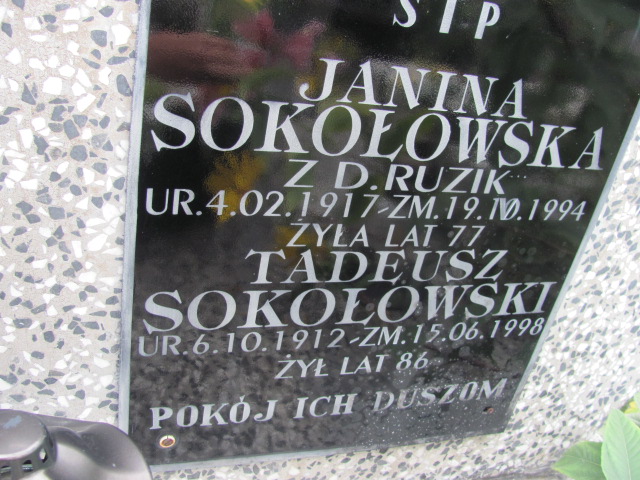 Ś I P
JANINA
SOKOŁOWSKA
Z D. RUZIK
UR. 4.02.1917-ZM. 19.10.1994
ŻYŁA LAT 77
TADEUSZ
SOKOŁOWSKI
UR. 6.10.1912-ZM. 15.06.1998
ŻYŁ LAT 86
POKÓJ ICH DUSZOM